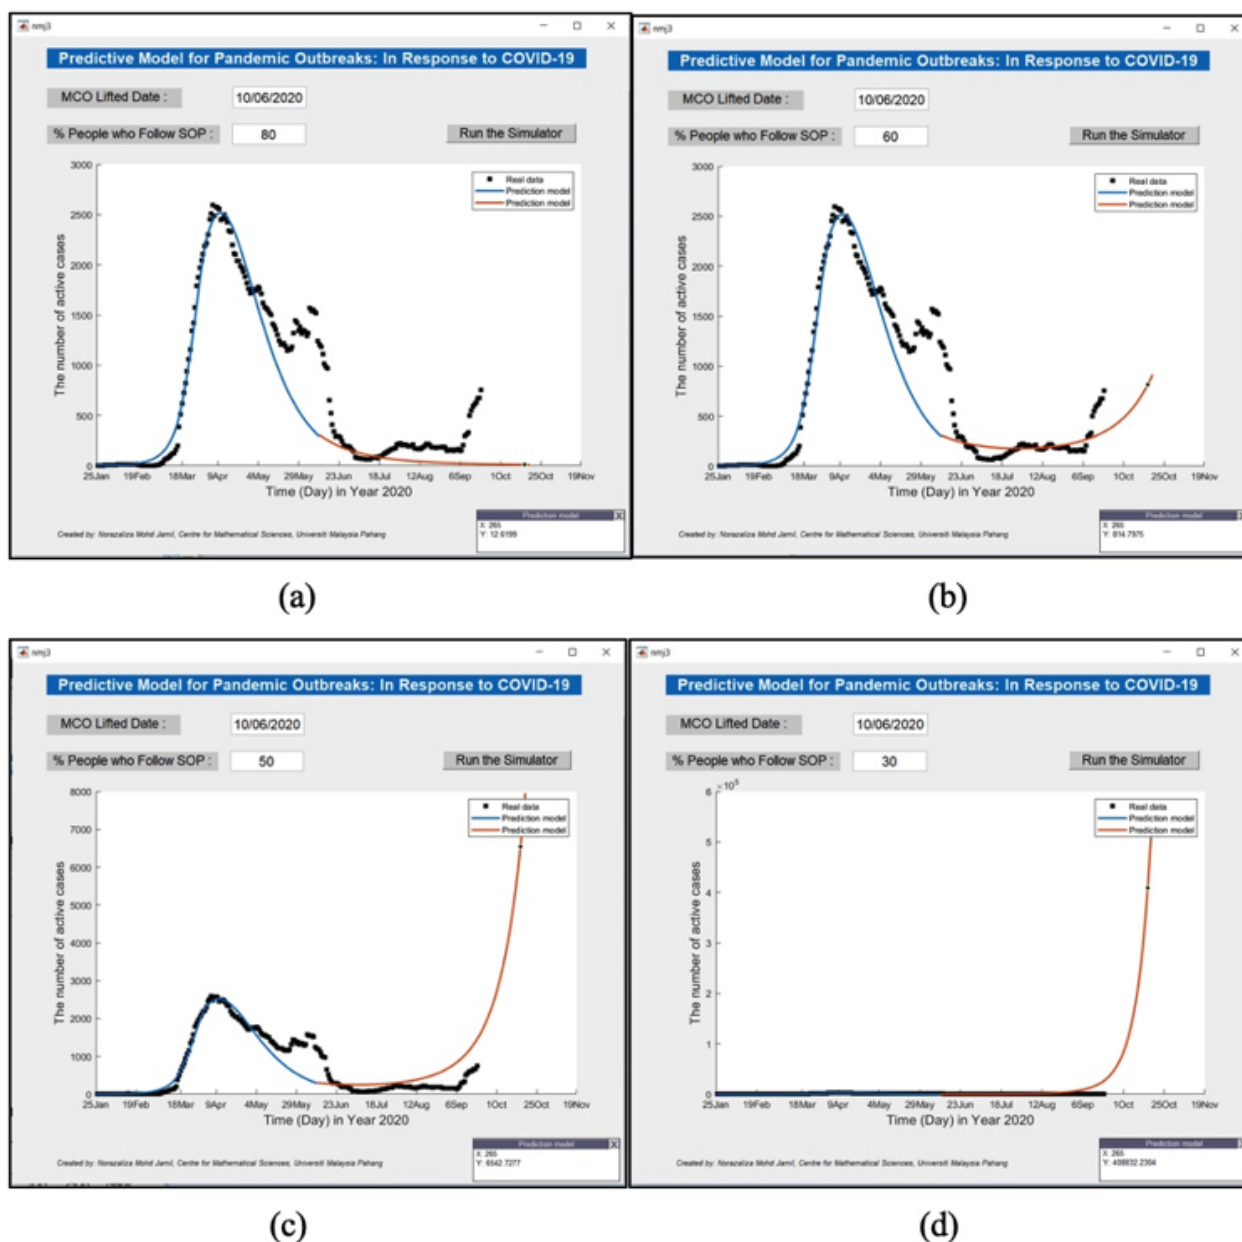 nmj3
Predictive Model for Pandemic Outbreaks: In Response to COVID-19
MCO Lifted Date :
10/06/2020
% People who Follow SOP :
80
Run the Simulator
3000
2500
2000
1500
1000
500
0
The number of active cases
Real data
Prediction model
Prediction model
25Jan 19Feb 18Mar 9Apr 4May 29May 23Jun 18Jul 12Aug 6Sep 1Oct 25Oct 19Nov
Time (Day) in Year 2020
Prediction model X
X: 265
Y: 12.6199
Created by: Norazaliza Mohd Jamil, Centre for Mathematical Sciences, Universiti Malaysia Pahang
(a)
nmj3
Predictive Model for Pandemic Outbreaks: In Response to COVID-19
MCO Lifted Date :
10/06/2020
% People who Follow SOP :
60
Run the Simulator
3000
2500
2000
1500
1000
500
0
The number of active cases
Real data
Prediction model
Prediction model
25Jan 19Feb 18Mar 9Apr 4May 29May 23Jun 18Jul 12Aug 6Sep 1Oct 25Oct 19Nov
Time (Day) in Year 2020
Prediction model
X: 265
Y: 814.7975
Created by: Norazaliza Mohd Jamil, Centre for Mathematical Sciences, Universiti Malaysia Pahang
(b)
nmj3
Predictive Model for Pandemic Outbreaks: In Response to COVID-19
MCO Lifted Date :
10/06/2020
% People who Follow SOP :
50
Run the Simulator
8000
7000
6000
5000
4000
3000
2000
1000
0
The number of active cases
Real data
Prediction model
Prediction model
25Jan 19Feb 18Mar 9Apr 4May 29May 23Jun 18Jul 12Aug 6Sep 1Oct 25Oct 19Nov
Time (Day) in Year 2020
Prediction model X
X: 265
Y: 6542.7277
Created by: Norazaliza Mohd Jamil, Centre for Mathematical Sciences, Universiti Malaysia Pahang
(c)
nmj3
Predictive Model for Pandemic Outbreaks: In Response to COVID-19
MCO Lifted Date :
10/06/2020
% People who Follow SOP :
30
Run the Simulator
×10⁵
6
5
4
3
2
1
0
The number of active cases
Real data
Prediction model
Prediction model
25Jan 19Feb 18Mar 9Apr 4May 29May 23Jun 18Jul 12Aug 6Sep 1Oct 25Oct 19Nov
Time (Day) in Year 2020
Prediction model X
X: 265
Y: 408832.2304
Created by: Norazaliza Mohd Jamil, Centre for Mathematical Sciences, Universiti Malaysia Pahang
(d)